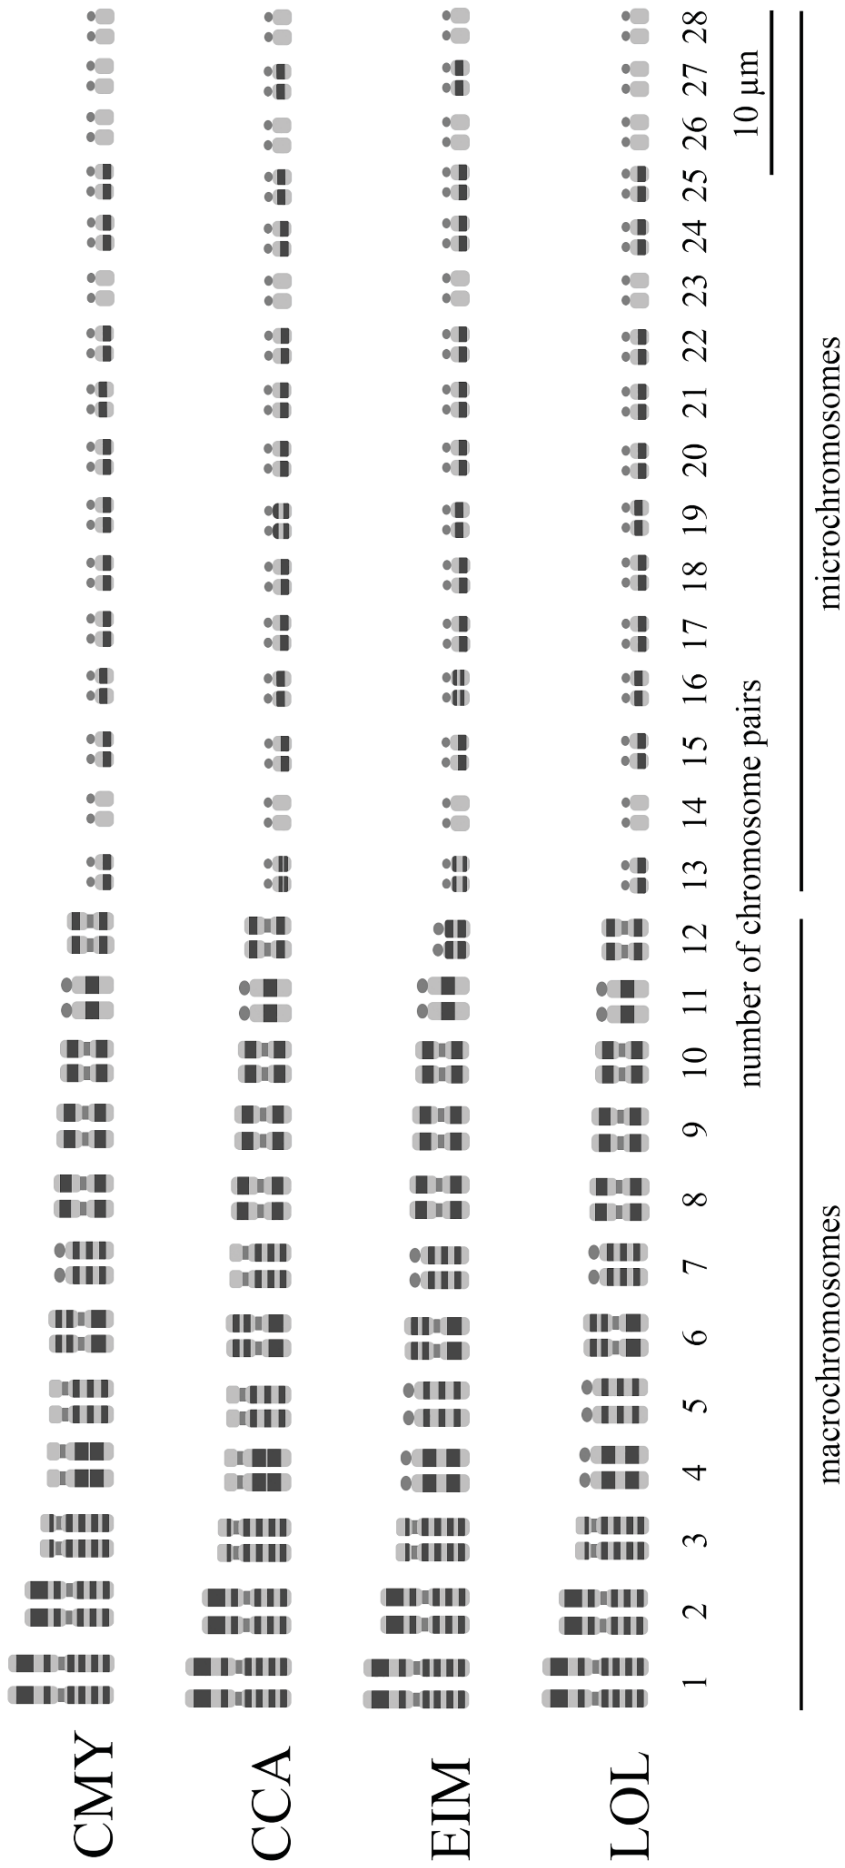 CMY
CCA
EIM
LOL
1 2 3 4 5 6 7 8 9 10 11 12 13 14 15 16 17 18 19 20 21 22 23 24 25 26 27 28
number of chromosome pairs
10 μm
macrochromosomes
microchromosomes